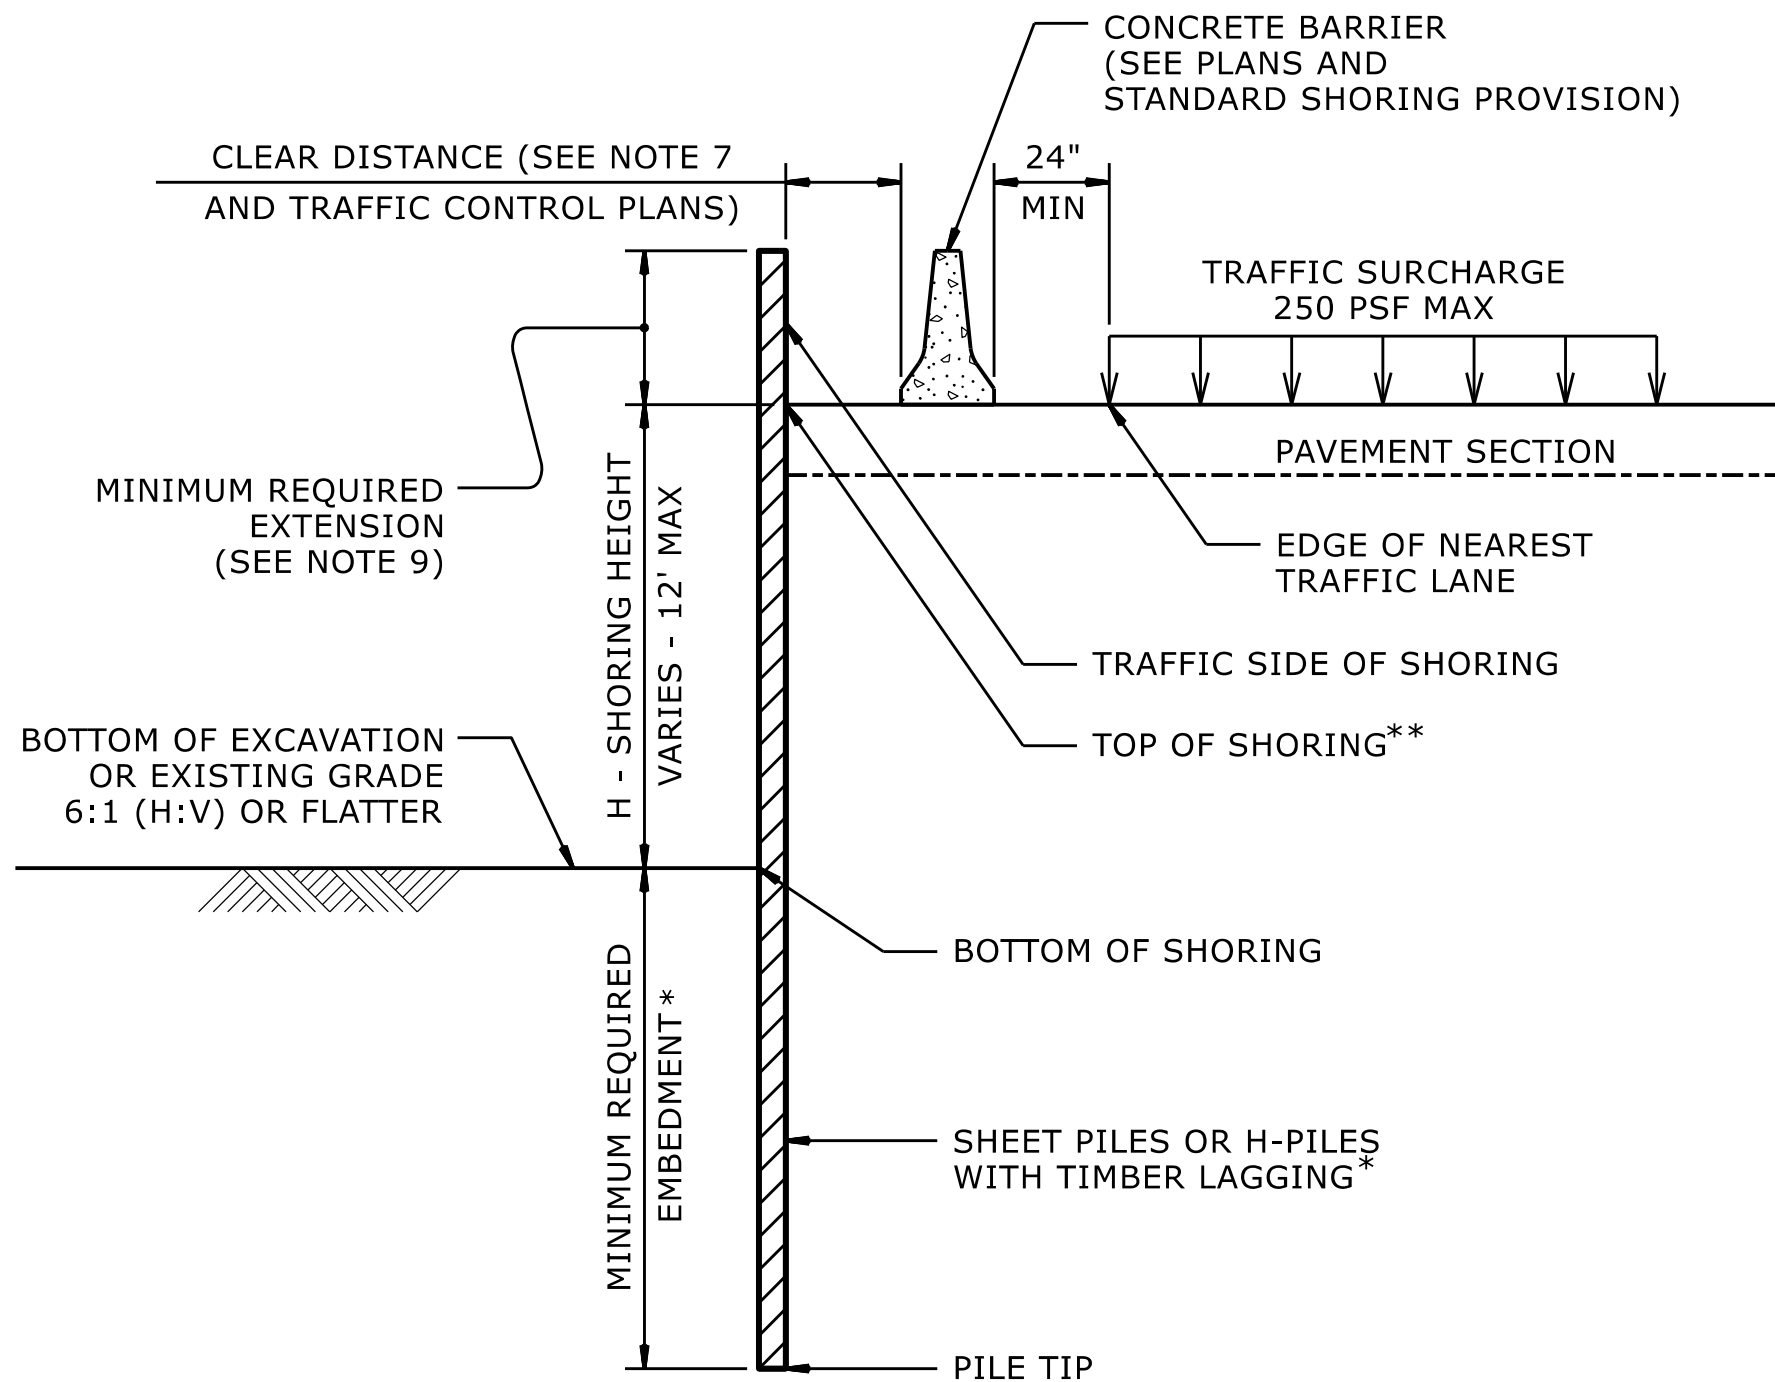 CONCRETE BARRIER
(SEE PLANS AND
STANDARD SHORING PROVISION)
CLEAR DISTANCE (SEE NOTE 7
AND TRAFFIC CONTROL PLANS)
24"
MIN
TRAFFIC SURCHARGE
250 PSF MAX
PAVEMENT SECTION
MINIMUM REQUIRED
EXTENSION
(SEE NOTE 9)
H - SHORING HEIGHT
VARIES - 12' MAX
EDGE OF NEAREST
TRAFFIC LANE
TRAFFIC SIDE OF SHORING
TOP OF SHORING**
BOTTOM OF EXCAVATION
OR EXISTING GRADE
6:1 (H:V) OR FLATTER
BOTTOM OF SHORING
MINIMUM REQUIRED
EMBEDMENT*
SHEET PILES OR H-PILES
WITH TIMBER LAGGING*
PILE TIP